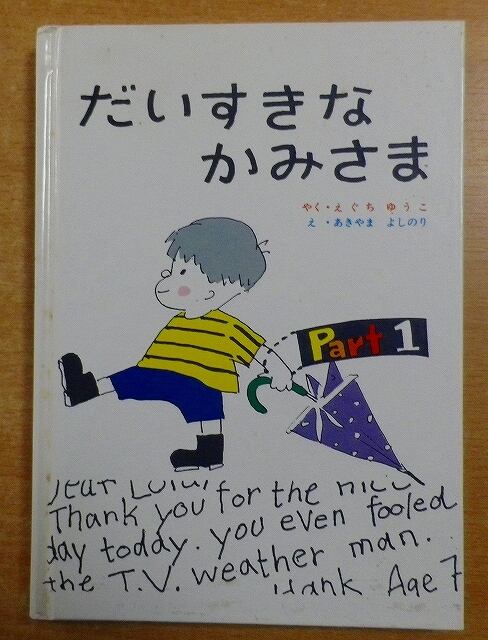 だいすきな
かみさま
やく・えぐち ゆうこ
え・あきやま よしのり
Part 1
Thank you for the nice
day today. you even fooled
the T.V. weather man.
Hank Age 7